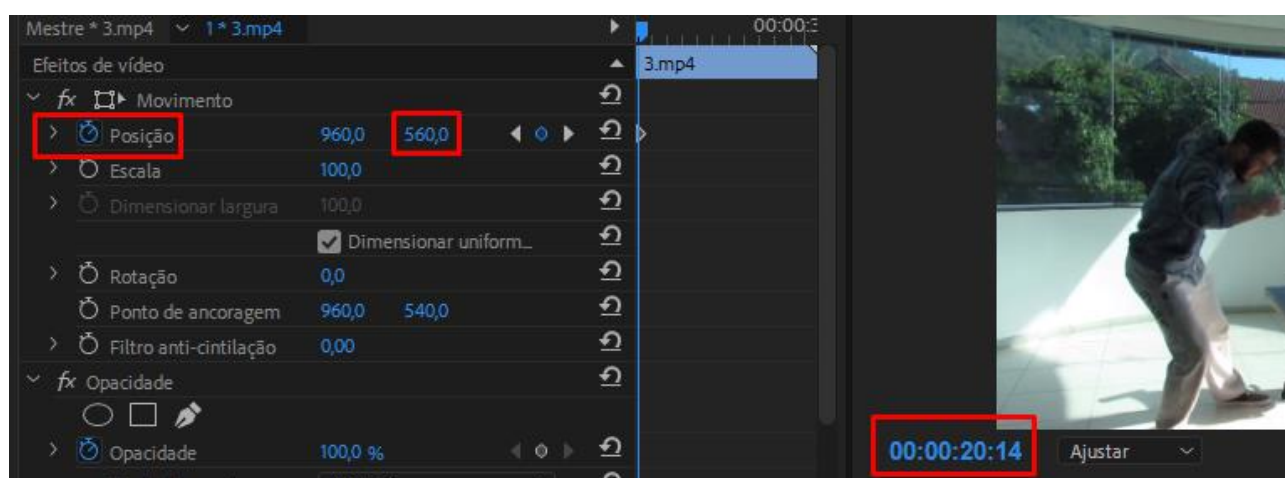 Mestre * 3.mp4 1 * 3.mp4 00:00:3
Efeitos de vídeo 3.mp4
fx Movimento
Posição 960,0 560,0
Escala 100,0
Dimensionar largura 100,0
Dimensionar uniform...
Rotação 0,0
Ponto de ancoragem 960,0 540,0
Filtro anti-cintilação 0,00
fx Opacidade
Opacidade 100,0 %
00:00:20:14 Ajustar